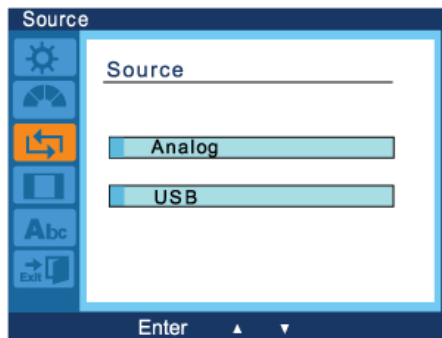 Source
Source
Analog
USB
Abc
Exit
Enter ▲ ▼